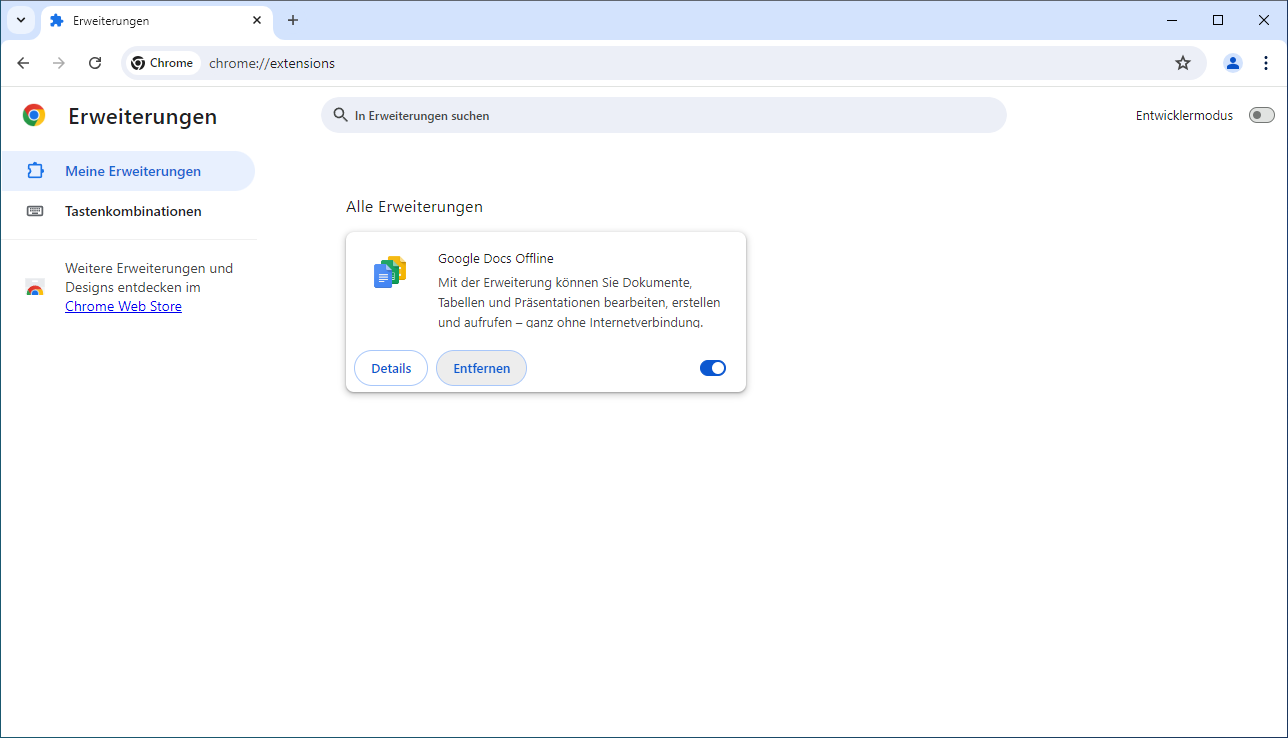 Erweiterungen
Chrome
chrome://extensions
Erweiterungen
In Erweiterungen suchen
Entwicklermodus
Meine Erweiterungen
Tastenkombinationen
Weitere Erweiterungen und
Designs entdecken im
Chrome Web Store
Alle Erweiterungen
Google Docs Offline
Mit der Erweiterung können Sie Dokumente,
Tabellen und Präsentationen bearbeiten, erstellen
und aufrufen – ganz ohne Internetverbindung.
Details
Entfernen